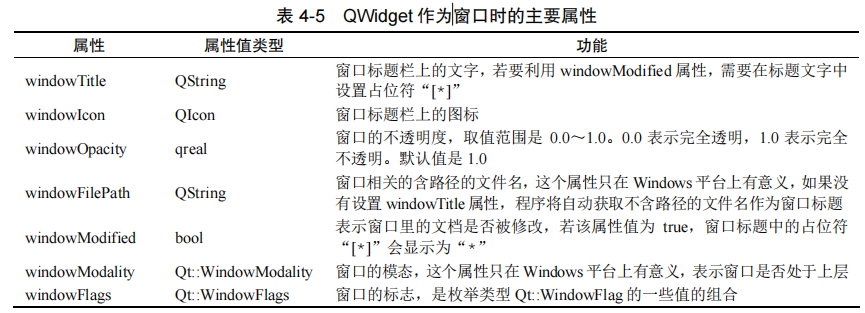 表 4-5 QWidget 作为窗口时的主要属性
属性 属性值类型 功能
windowTitle QString 窗口标题栏上的文字，若要利用 windowModified 属性，需要在标题文字中
设置占位符“[*]”
windowIcon QIcon 窗口标题栏上的图标
windowOpacity qreal 窗口的不透明度，取值范围是 0.0～1.0。0.0 表示完全透明，1.0 表示完全
不透明。默认值是 1.0
windowFilePath QString 窗口相关的含路径的文件名，这个属性只在 Windows 平台上有意义，如果没
有设置 windowTitle 属性，程序将自动获取不含路径的文件名作为窗口标题
windowModified bool 表示窗口里的文档是否被修改，若该属性值为 true，窗口标题中的占位符
“[*]”会显示为“*”
windowModality Qt::WindowModality 窗口的模态，这个属性只在 Windows 平台上有意义，表示窗口是否处于上层
windowFlags Qt::WindowFlags 窗口的标志，是枚举类型 Qt::WindowFlag 的一些值的组合